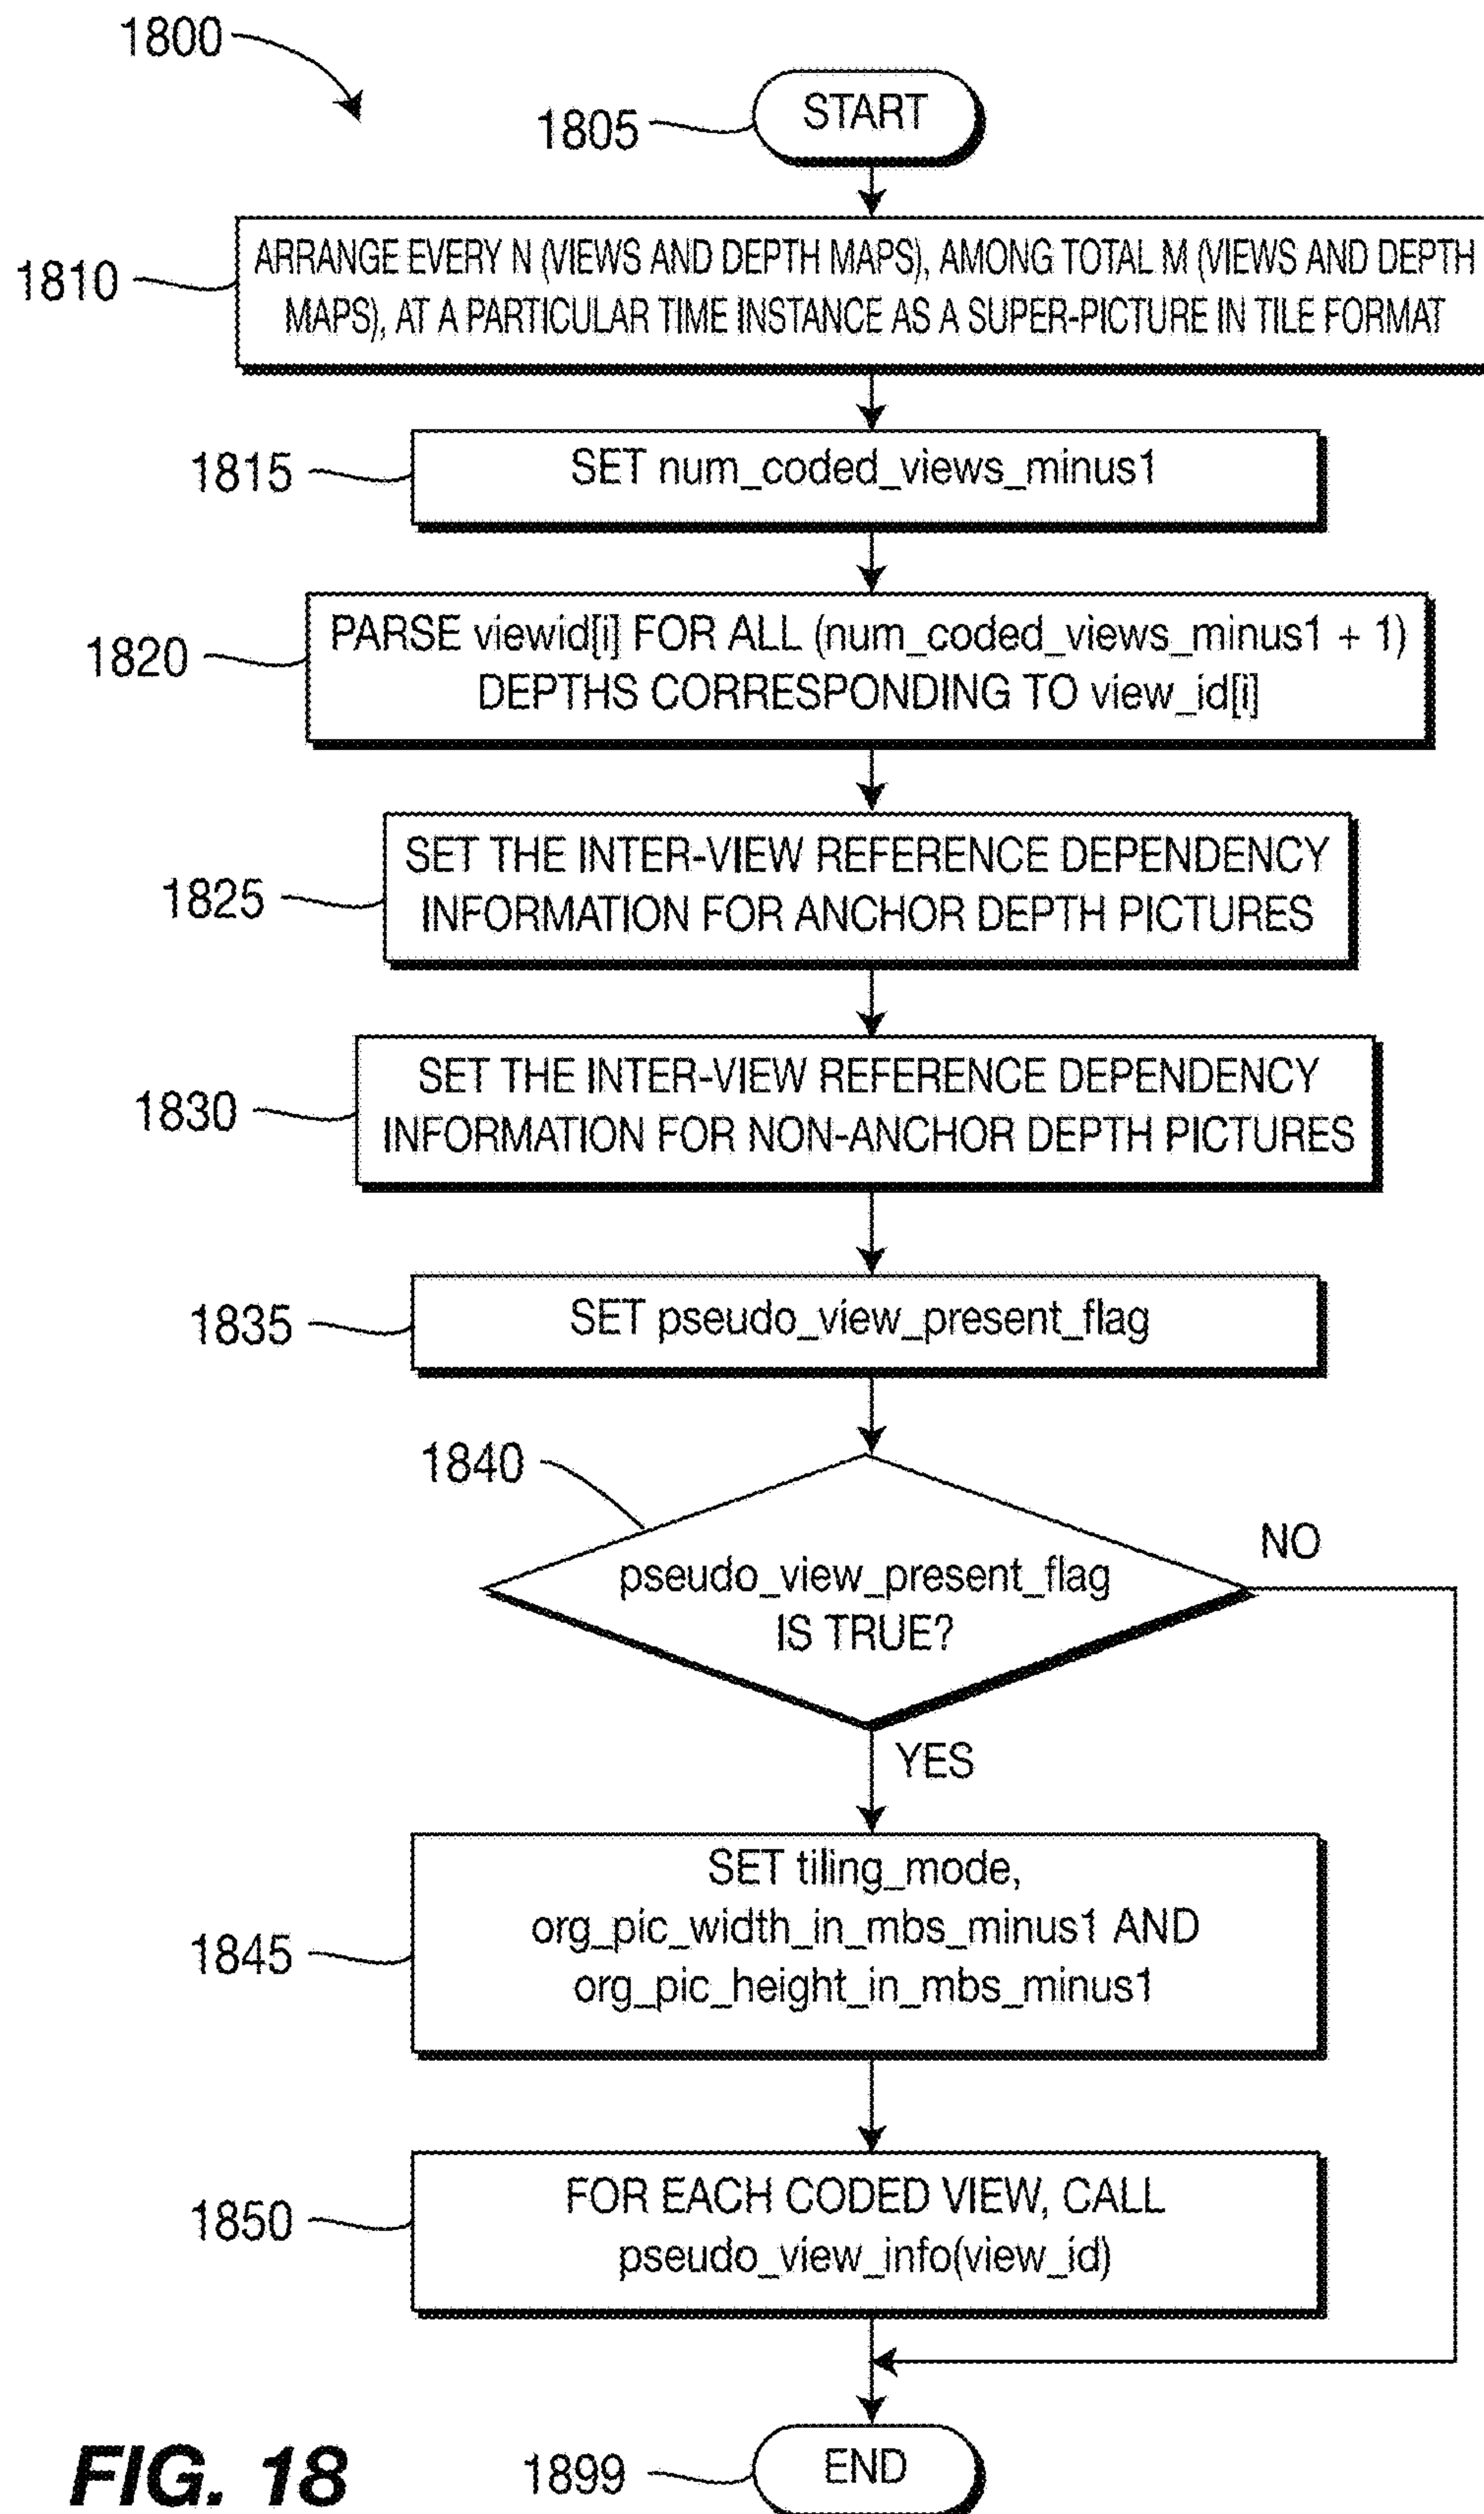 1800
START
1805
ARRANGE EVERY N (VIEWS AND DEPTH MAPS), AMONG TOTAL M (VIEWS AND DEPTH
MAPS), AT A PARTICULAR TIME INSTANCE AS A SUPER-PICTURE IN TILE FORMAT
1810
SET num_coded_views_minus1
1815
PARSE viewid[i] FOR ALL (num_coded_views_minus1 + 1)
DEPTHS CORRESPONDING TO view_id[i]
1820
SET THE INTER-VIEW REFERENCE DEPENDENCY
INFORMATION FOR ANCHOR DEPTH PICTURES
1825
SET THE INTER-VIEW REFERENCE DEPENDENCY
INFORMATION FOR NON-ANCHOR DEPTH PICTURES
1830
SET pseudo_view_present_flag
1835
1840
NO
pseudo_view_present_flag
IS TRUE?
YES
SET tiling_mode,
org_pic_width_in_mbs_minus1 AND
org_pic_height_in_mbs_minus1
1845
FOR EACH CODED VIEW, CALL
pseudo_view_info(view_id)
1850
END
1899
FIG. 18